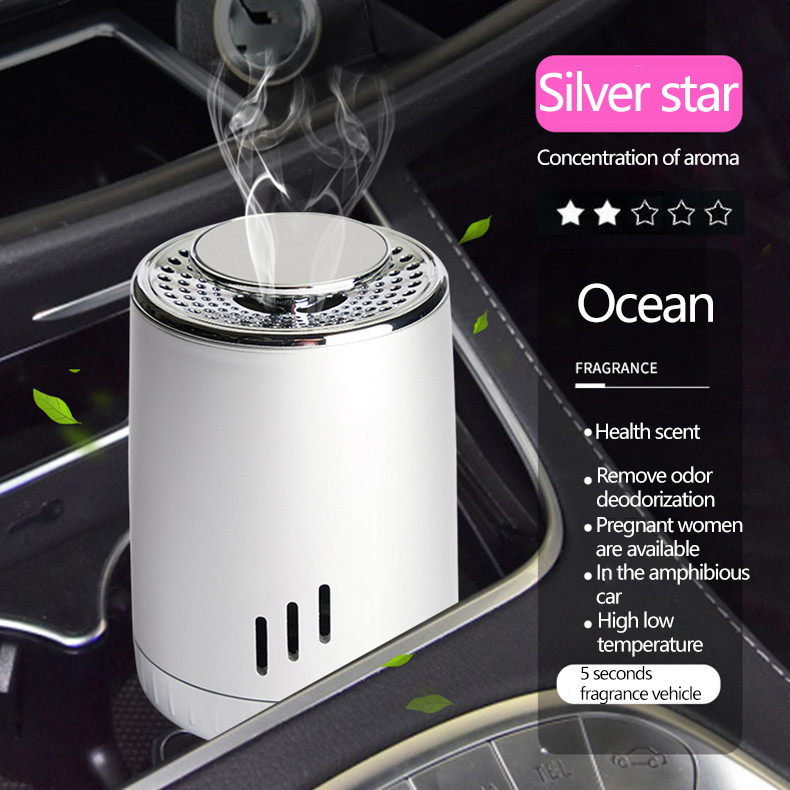 Silver star
Concentration of aroma
Ocean
FRAGRANCE
Health scent
Remove odor
deodorization
Pregnant women
are available
In the amphibious
car
High low
temperature
5 seconds
fragrance vehicle
TEL